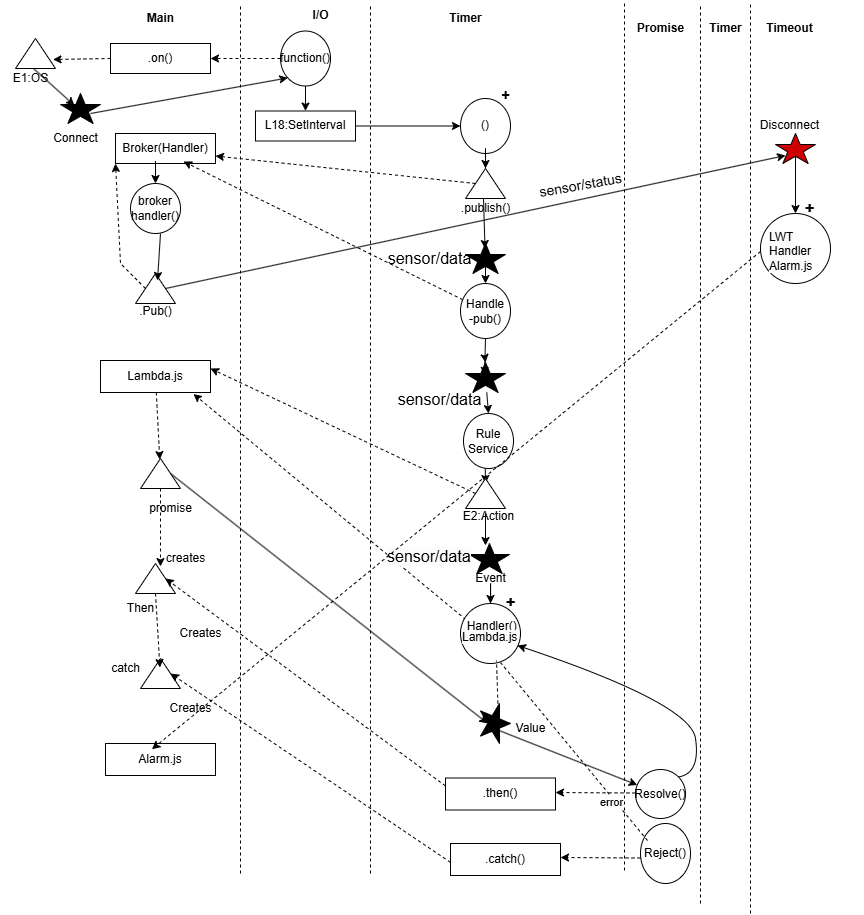 Main
I/O
Timer
Promise
Timer
Timeout
E1:OS
.on()
function()
Connect
L18:SetInterval
()
Disconnect
Broker(Handler)
sensor/status
broker
handler()
.publish()
LWT
Handler
Alarm.js
sensor/data
.Pub()
Handle
-pub()
Lambda.js
sensor/data
Rule
Service
promise
E2:Action
creates
sensor/data
Event
Then
Creates
Handler()
Lambda.js
catch
Creates
Value
Alarm.js
.then()
error
Resolve()
.catch()
Reject()